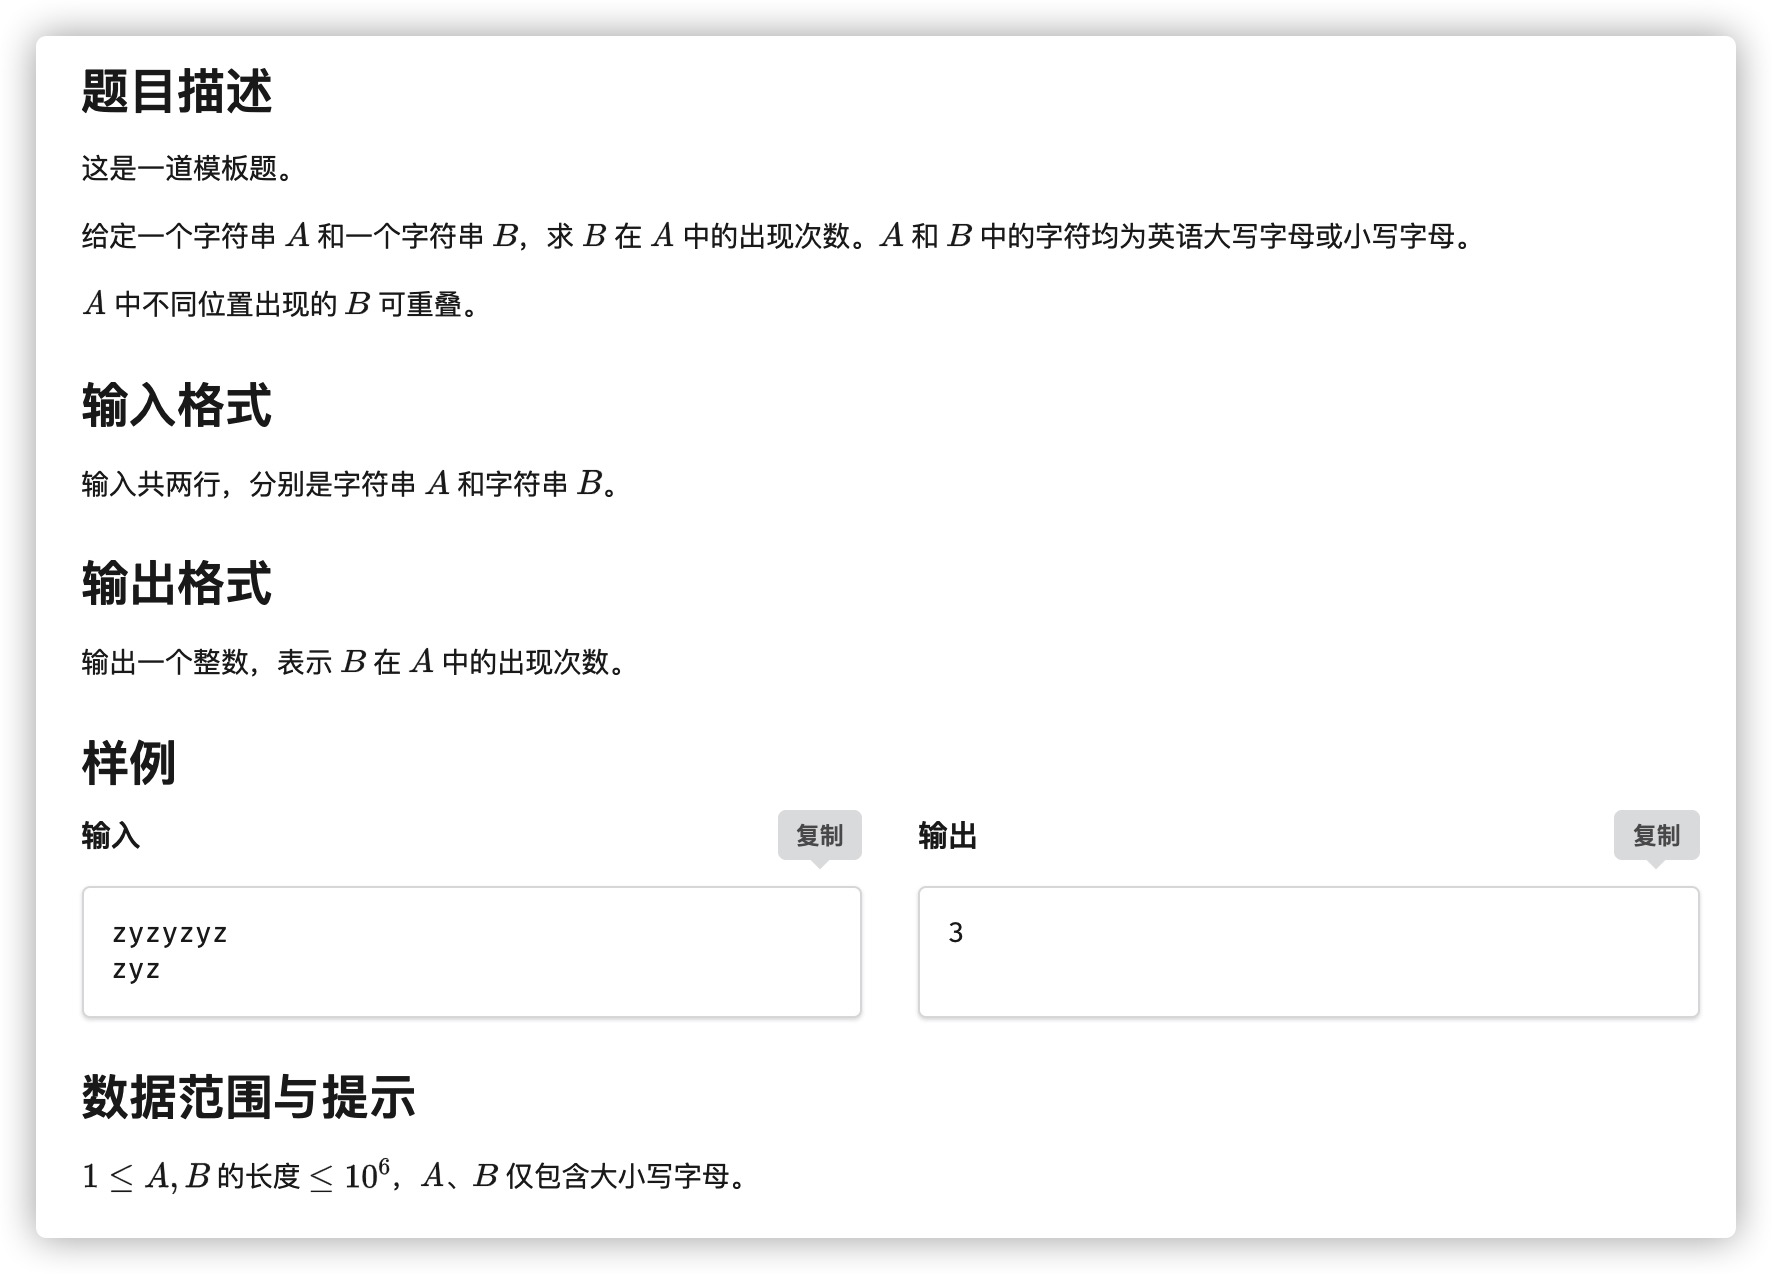 题目描述
这是一道模板题。
给定一个字符串 A 和一个字符串 B，求 B 在 A 中的出现次数。A 和 B 中的字符均为英语大写字母或小写字母。
A 中不同位置出现的 B 可重叠。
输入格式
输入共两行，分别是字符串 A 和字符串 B。
输出格式
输出一个整数，表示 B 在 A 中的出现次数。
样例
输入 复制 输出 复制
zyzyzyz 3
zyz
数据范围与提示
1 ≤ A, B 的长度 ≤ 10⁶，A、B 仅包含大小写字母。